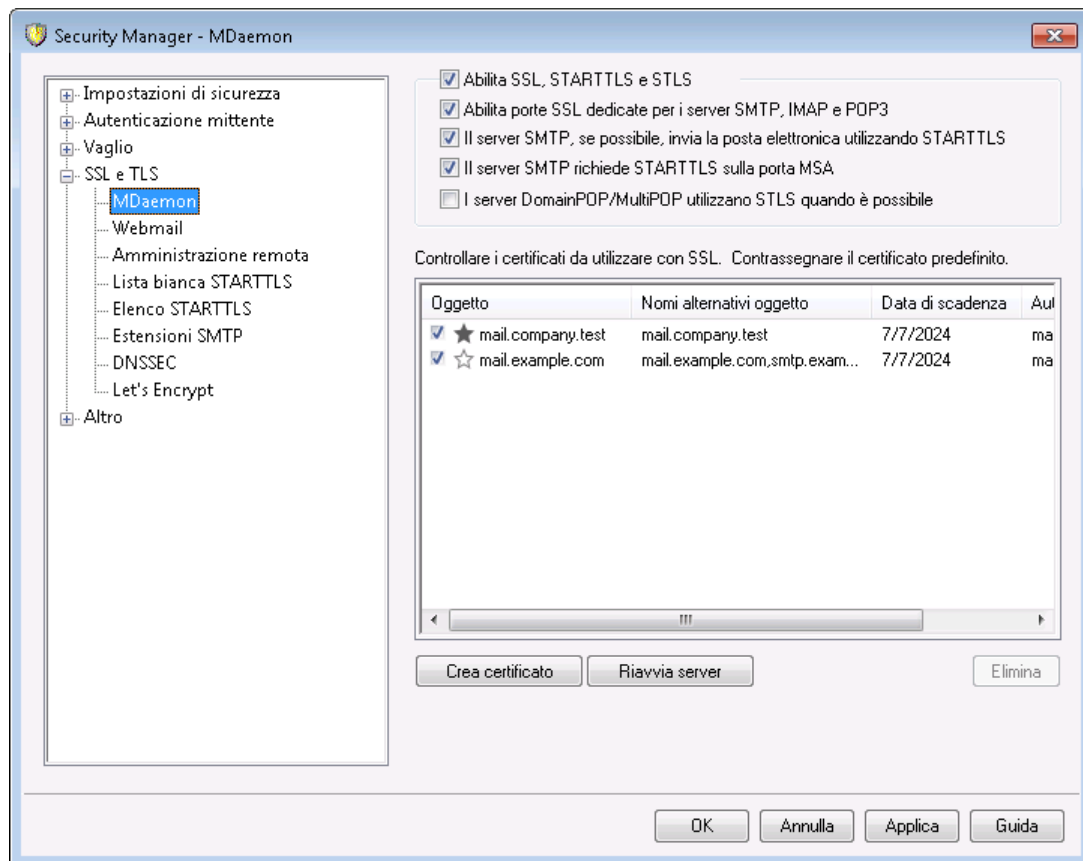 Security Manager - MDaemon
Impostazioni di sicurezza
Autenticazione mittente
Vaglio
SSL e TLS
MDaemon
Webmail
Amministrazione remota
Lista bianca STARTTLS
Elenco STARTTLS
Estensioni SMTP
DNSSEC
Let's Encrypt
Altro
Abilita SSL, STARTTLS e STLS
Abilita porte SSL dedicate per i server SMTP, IMAP e POP3
Il server SMTP, se possibile, invia la posta elettronica utilizzando STARTTLS
Il server SMTP richiede STARTTLS sulla porta MSA
I server DomainPOP/MultiPOP utilizzano STLS quando è possibile
Controllare i certificati da utilizzare con SSL. Contrassegnare il certificato predefinito.
Oggetto Nomi alternativi oggetto Data di scadenza Aut
mail.company.test mail.company.test 7/7/2024 ma
mail.example.com mail.example.com,smtp.exam... 7/7/2024 ma
Crea certificato Riavvia server Elimina
OK Annulla Applica Guida